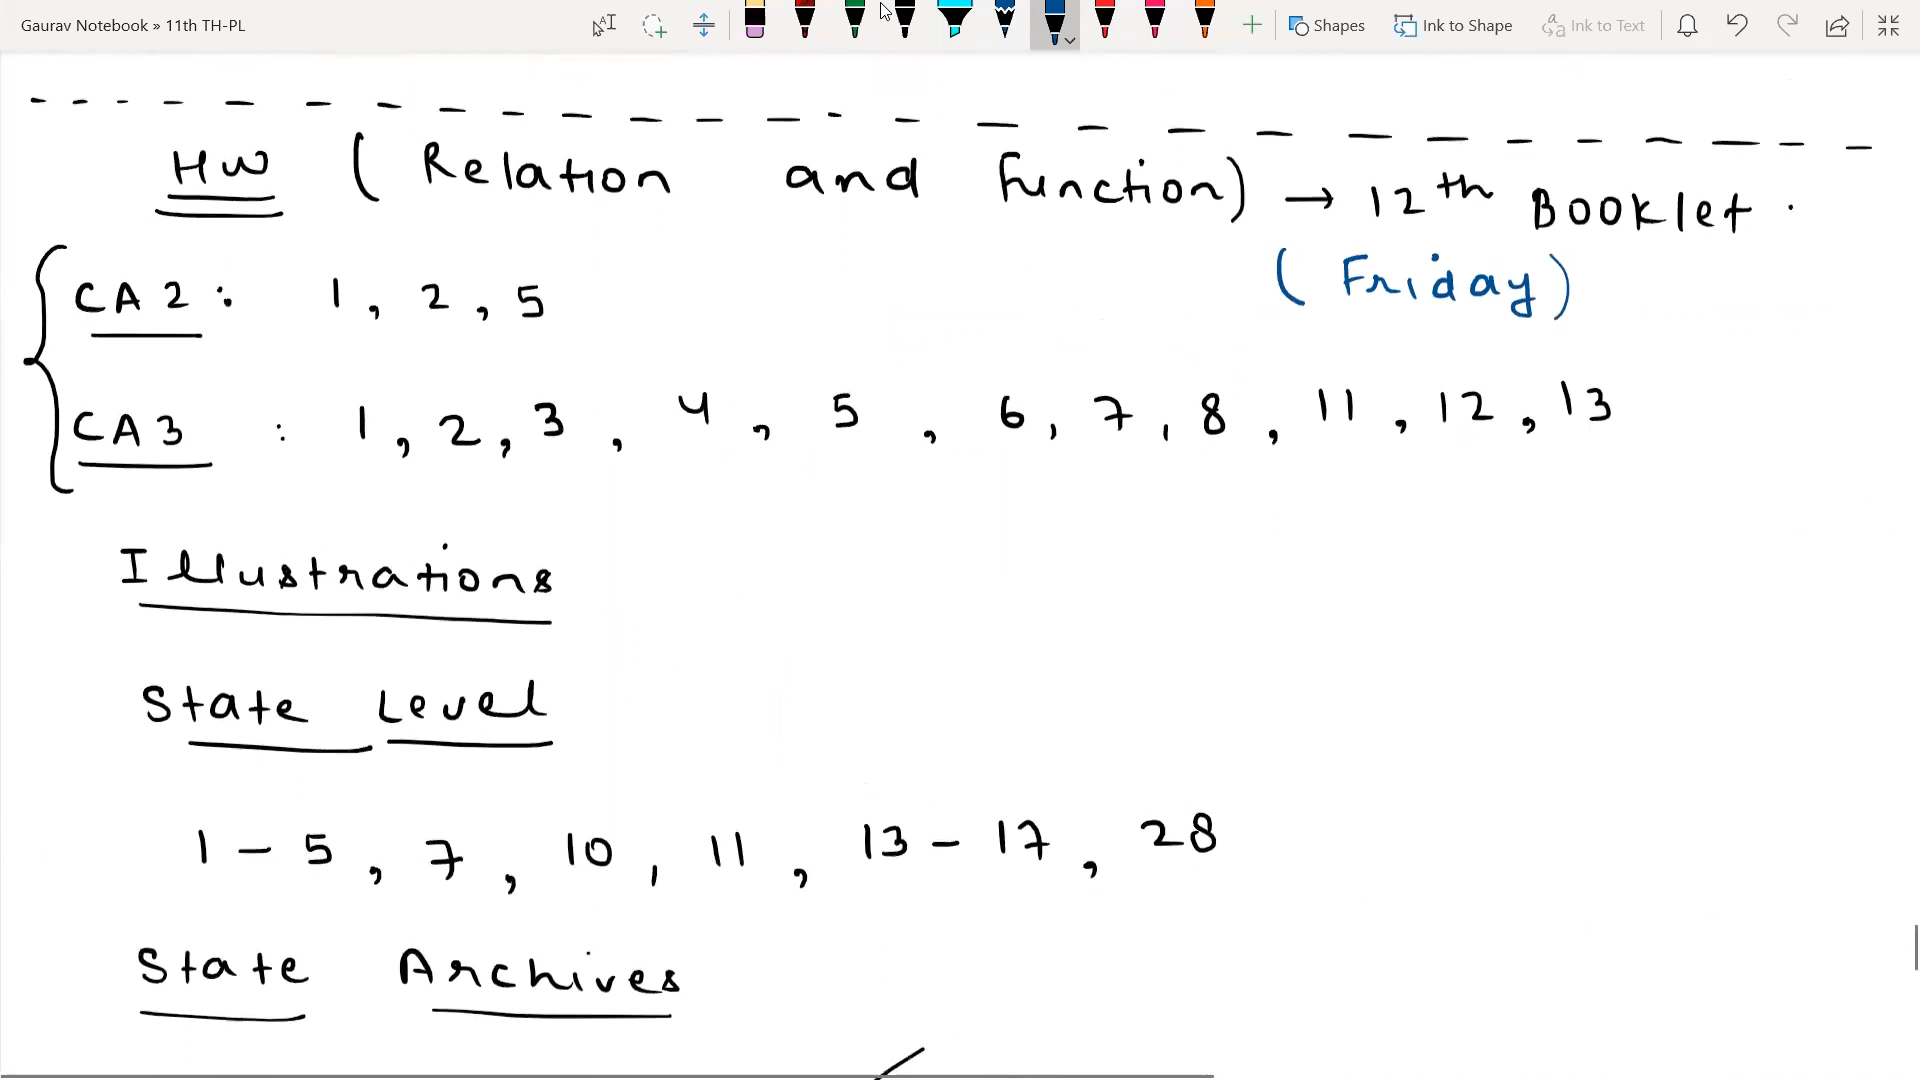 Gaurav Notebook » 11th TH-PL
Shapes Ink to Shape Ink to Text
HW (Relation and Function) → 12th Booklet.
(Friday)
CA2 : 1, 2, 5
CA3 : 1, 2, 3, 4, 5, 6, 7, 8, 11, 12, 13
Illustrations
State Level
1 - 5, 7, 10, 11, 13 - 17, 28
State Archives